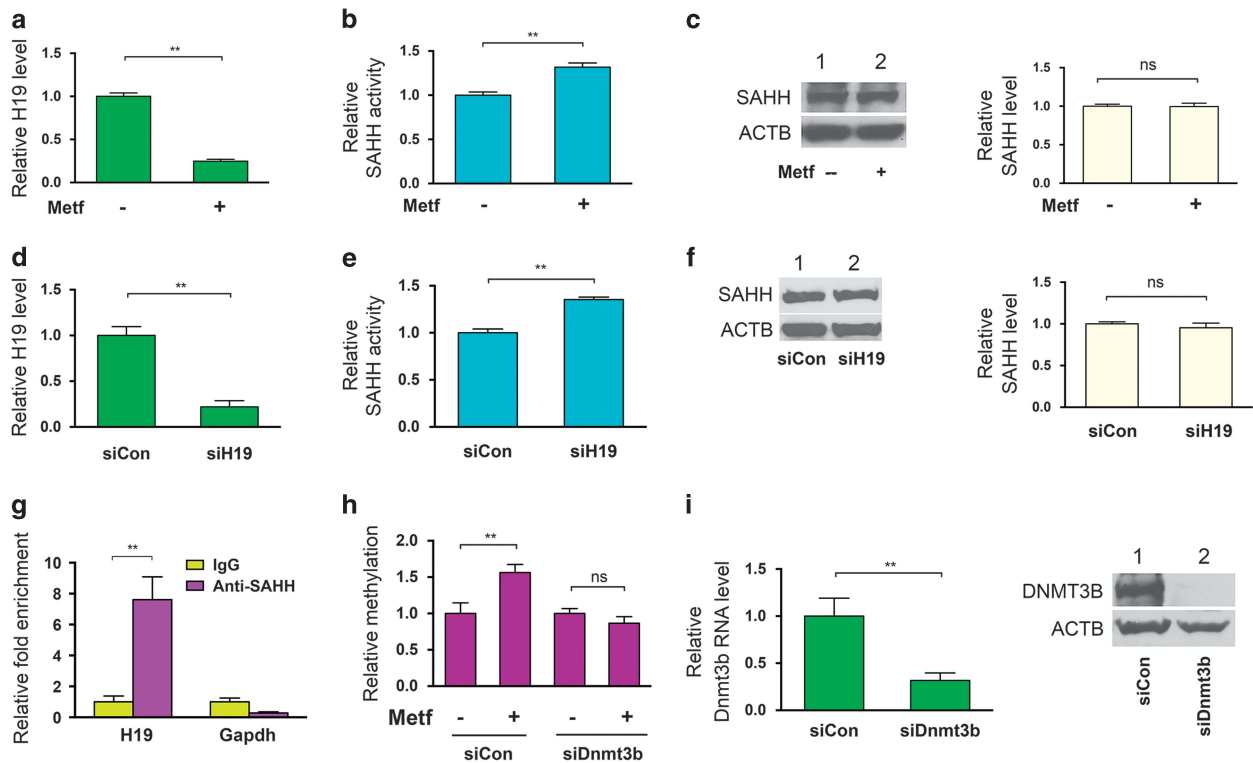 a
Relative H19 level
1.5
1.0
0.5
0.0
**
Metf - +
b
Relative
SAHH activity
1.5
1.0
0.5
0.0
**
Metf - +
c
1 2
SAHH
ACTB
Metf -- +
Relative
SAHH level
1.5
1.0
0.5
0.0
ns
Metf - +
d
Relative H19 level
1.5
1.0
0.5
0.0
**
siCon siH19
e
Relative
SAHH activity
1.5
1.0
0.5
0.0
**
siCon siH19
f
1 2
SAHH
ACTB
siCon siH19
Relative
SAHH level
1.5
1.0
0.5
0.0
ns
siCon siH19
g
Relative fold enrichment
10
8
6
4
2
0
**
IgG
Anti-SAHH
H19 Gapdh
h
Relative methylation
2.0
1.5
1.0
0.5
0.0
**
ns
Metf - + - +
siCon siDnmt3b
i
Relative
Dnmt3b RNA level
1.5
1.0
0.5
0.0
**
siCon siDnmt3b
1 2
DNMT3B
ACTB
siCon
siDnmt3b